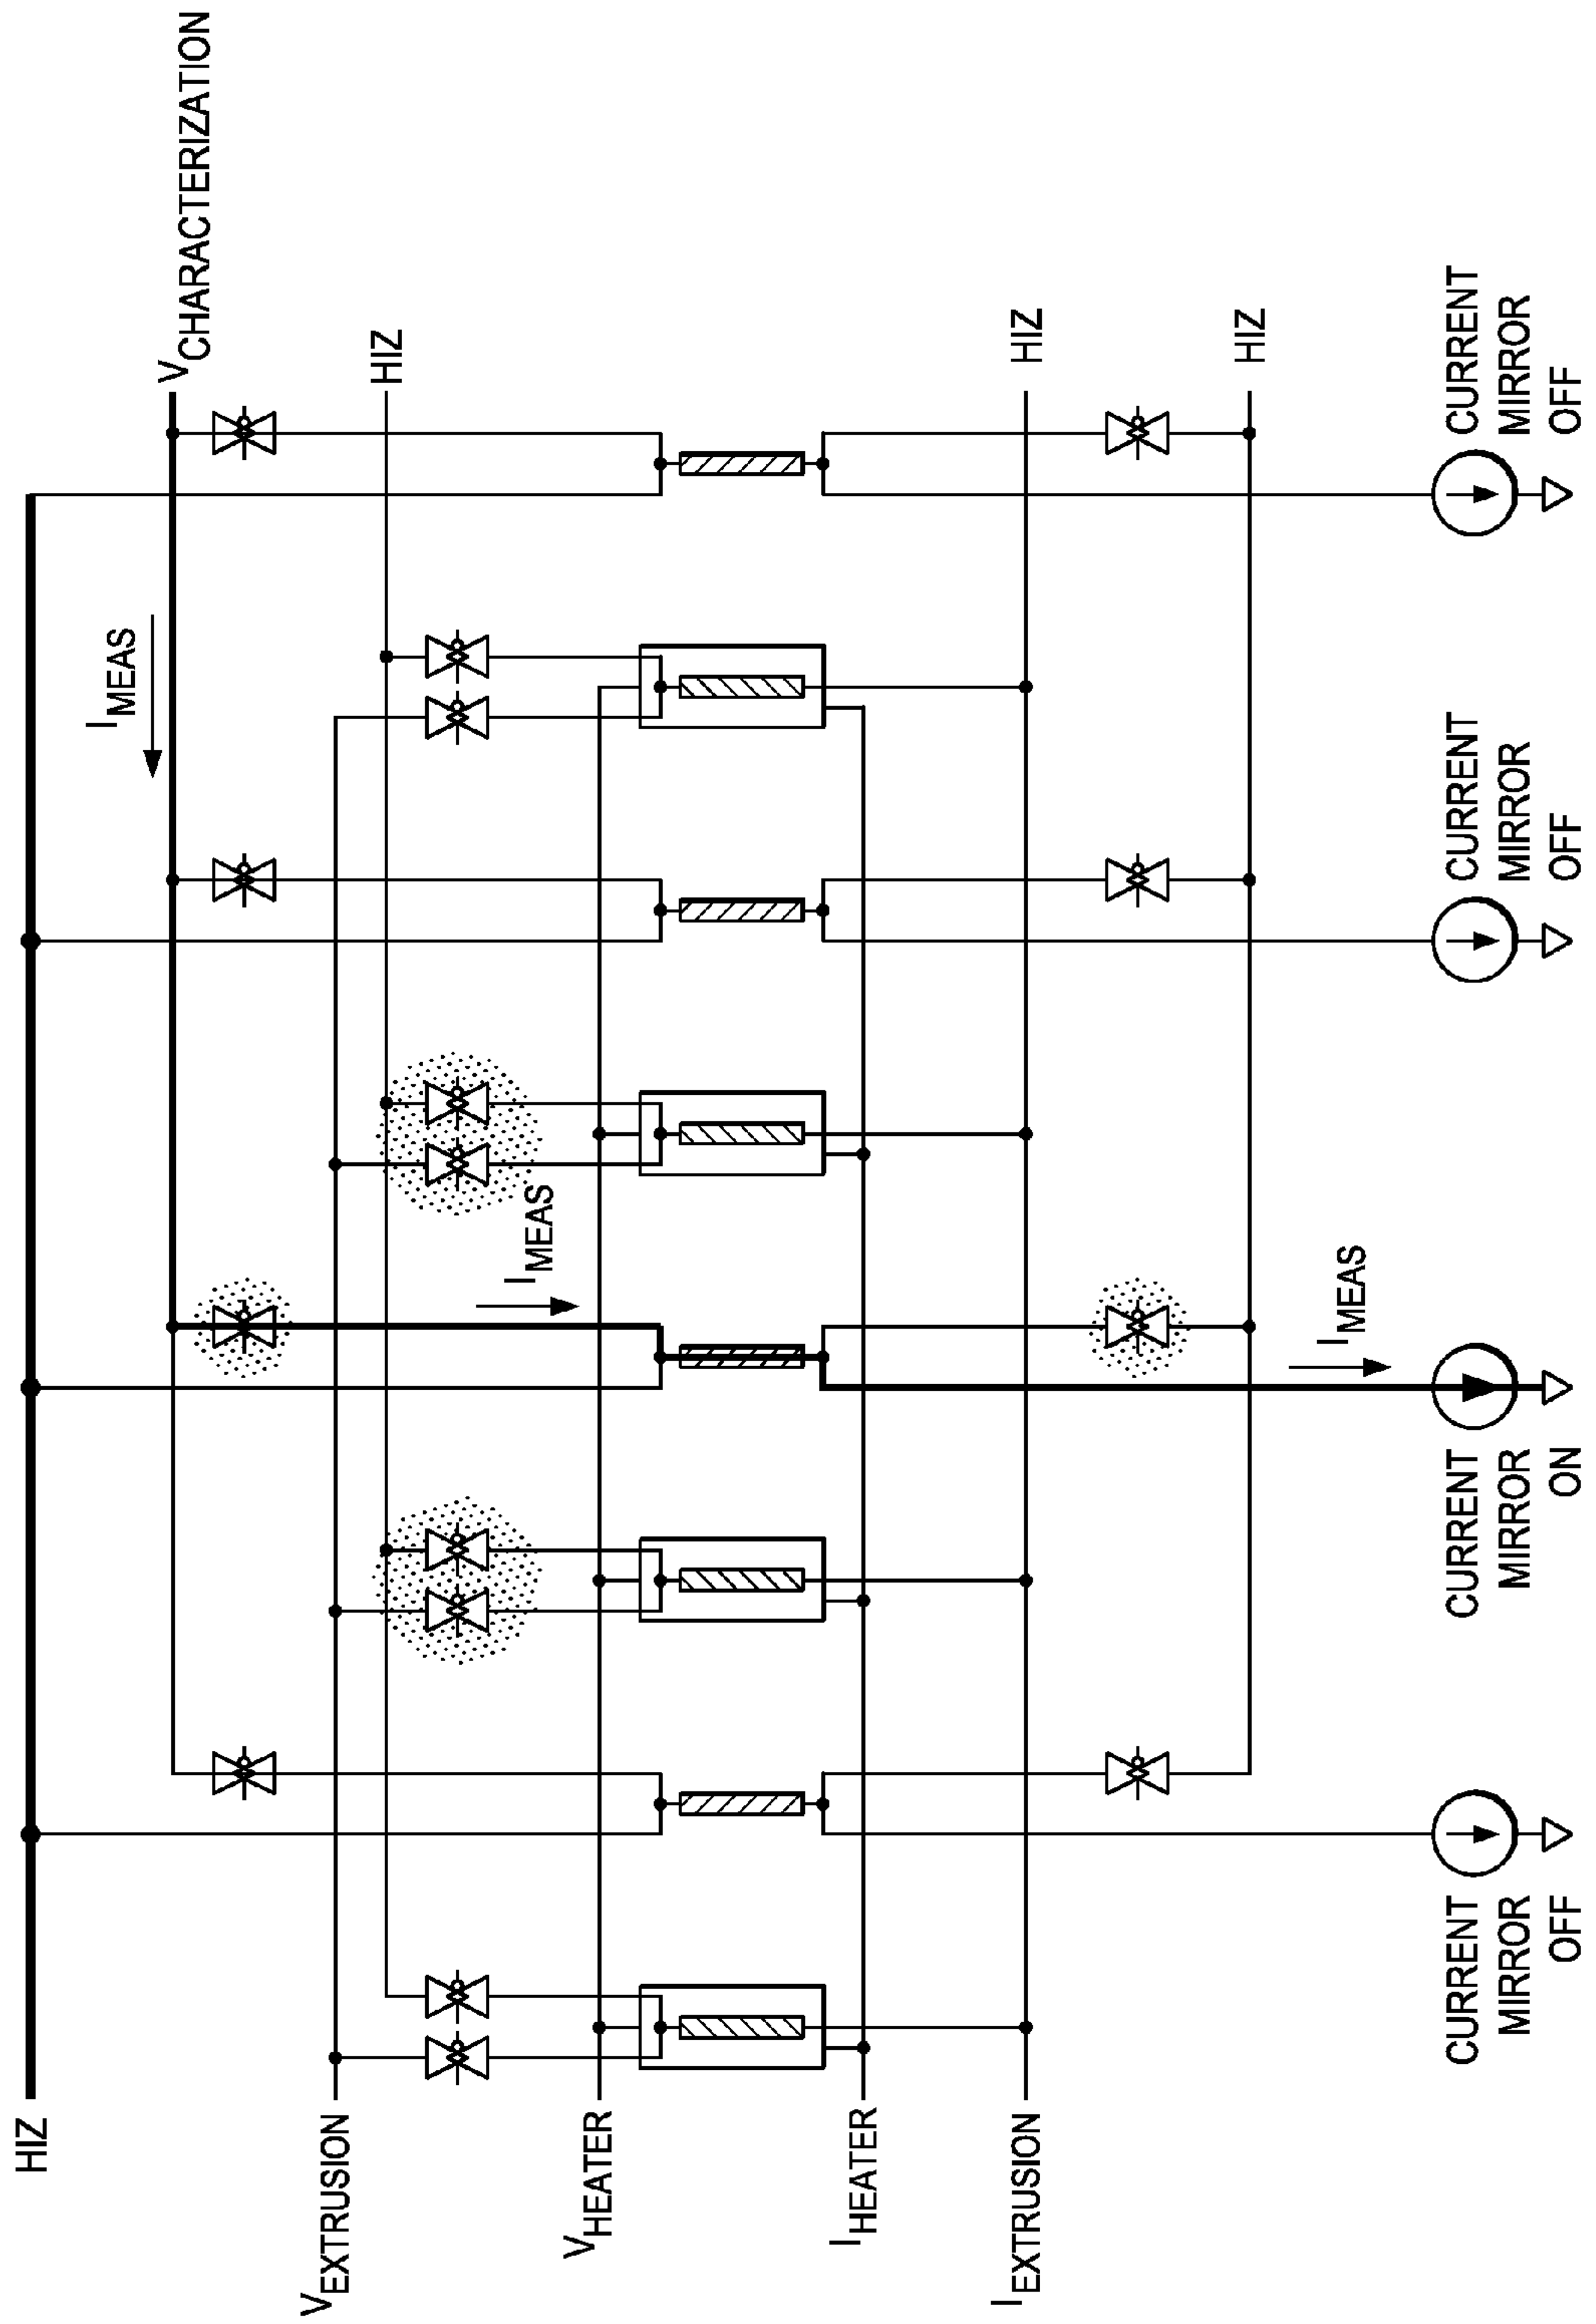 HIZ
V_CHARACTERIZATION
I_MEAS
HIZ
V_EXTRUSION
I_MEAS
V_HEATER
I_HEATER
HIZ
I_EXTRUSION
HIZ
I_MEAS
CURRENT
MIRROR
OFF
CURRENT
MIRROR
ON
CURRENT
MIRROR
OFF
CURRENT
MIRROR
OFF